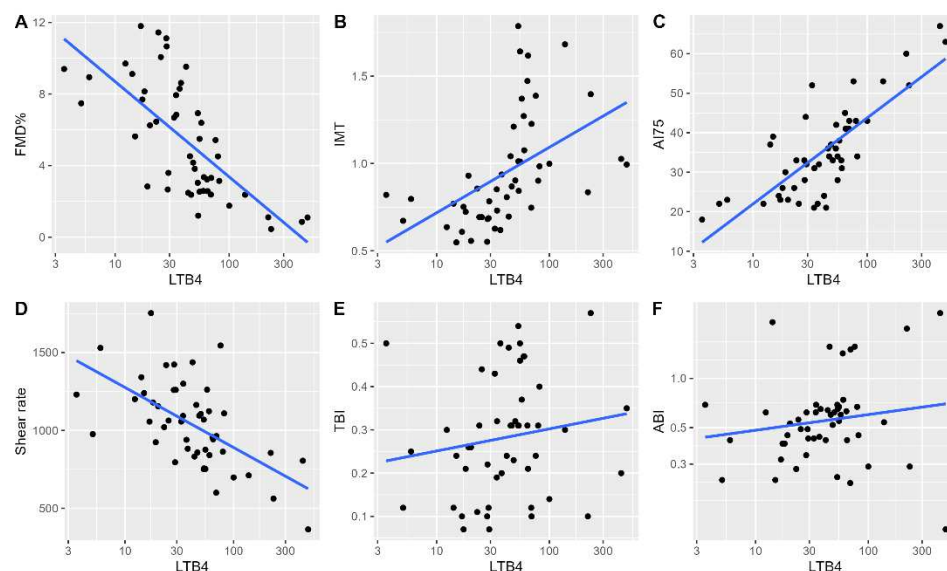 A
FMD%
12
8
4
0
3 10 30 100 300
LTB4
B
IMT
1.5
1.0
0.5
3 10 30 100 300
LTB4
C
AI75
60
50
40
30
20
10
3 10 30 100 300
LTB4
D
Shear rate
1500
1000
500
3 10 30 100 300
LTB4
E
TBI
0.5
0.4
0.3
0.2
0.1
3 10 30 100 300
LTB4
F
ABI
1.0
0.5
0.3
3 10 30 100 300
LTB4